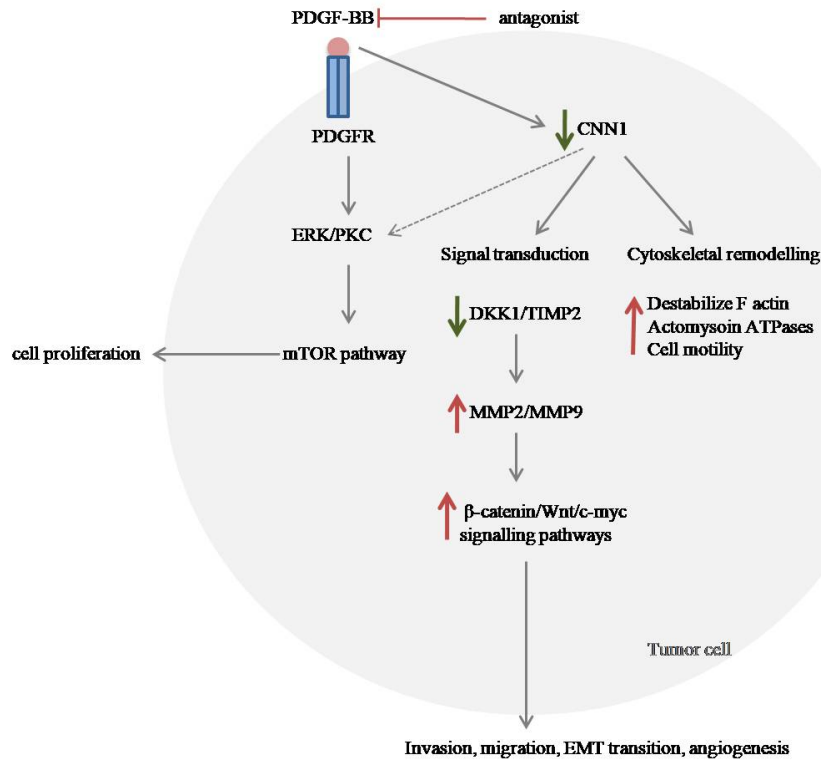 PDGF-BB
antagonist
CNN1
PDGFR
ERK/PKC
Signal transduction
Cytoskeletal remodelling
DKK1/TIMP2
Destabilize F actin
Actomysoin ATPases
Cell motility
cell proliferation
mTOR pathway
MMP2/MMP9
β-catenin/Wnt/c-myc
signalling pathways
Tumor cell
Invasion, migration, EMT transition, angiogenesis